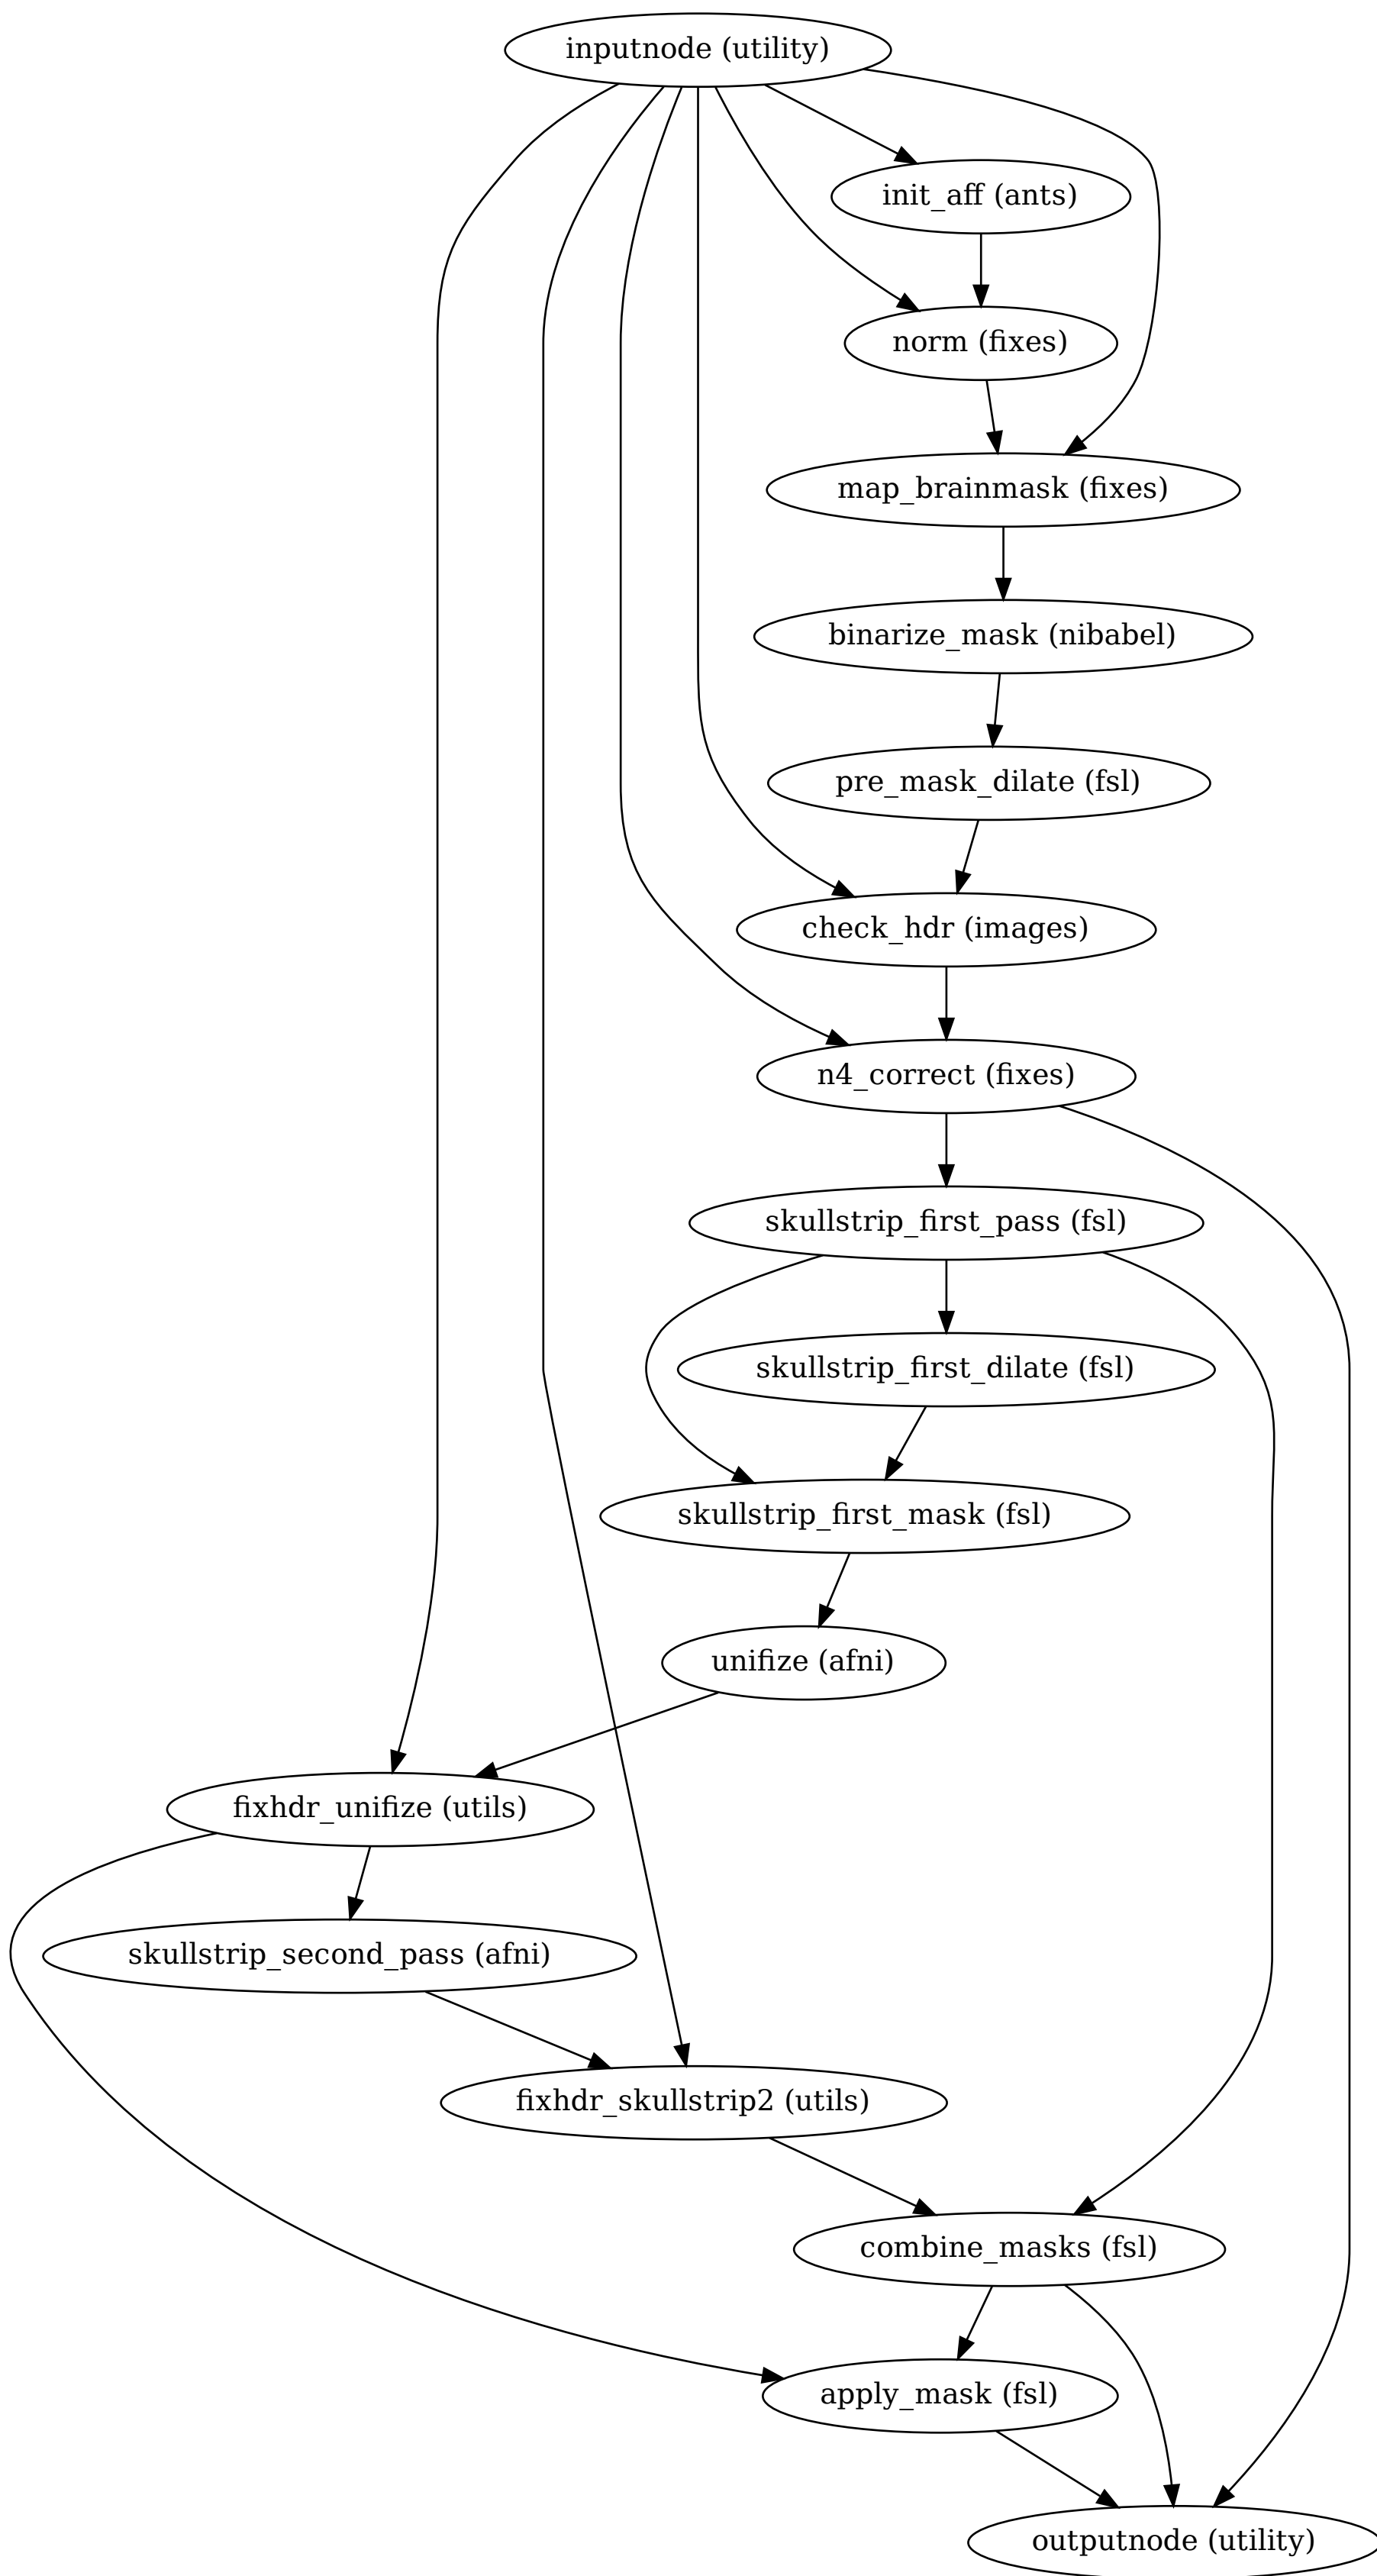 inputnode (utility)
init_aff (ants)
norm (fixes)
map_brainmask (fixes)
binarize_mask (nibabel)
pre_mask_dilate (fsl)
check_hdr (images)
n4_correct (fixes)
skullstrip_first_pass (fsl)
skullstrip_first_dilate (fsl)
skullstrip_first_mask (fsl)
unifize (afni)
fixhdr_unifize (utils)
skullstrip_second_pass (afni)
fixhdr_skullstrip2 (utils)
combine_masks (fsl)
apply_mask (fsl)
outputnode (utility)